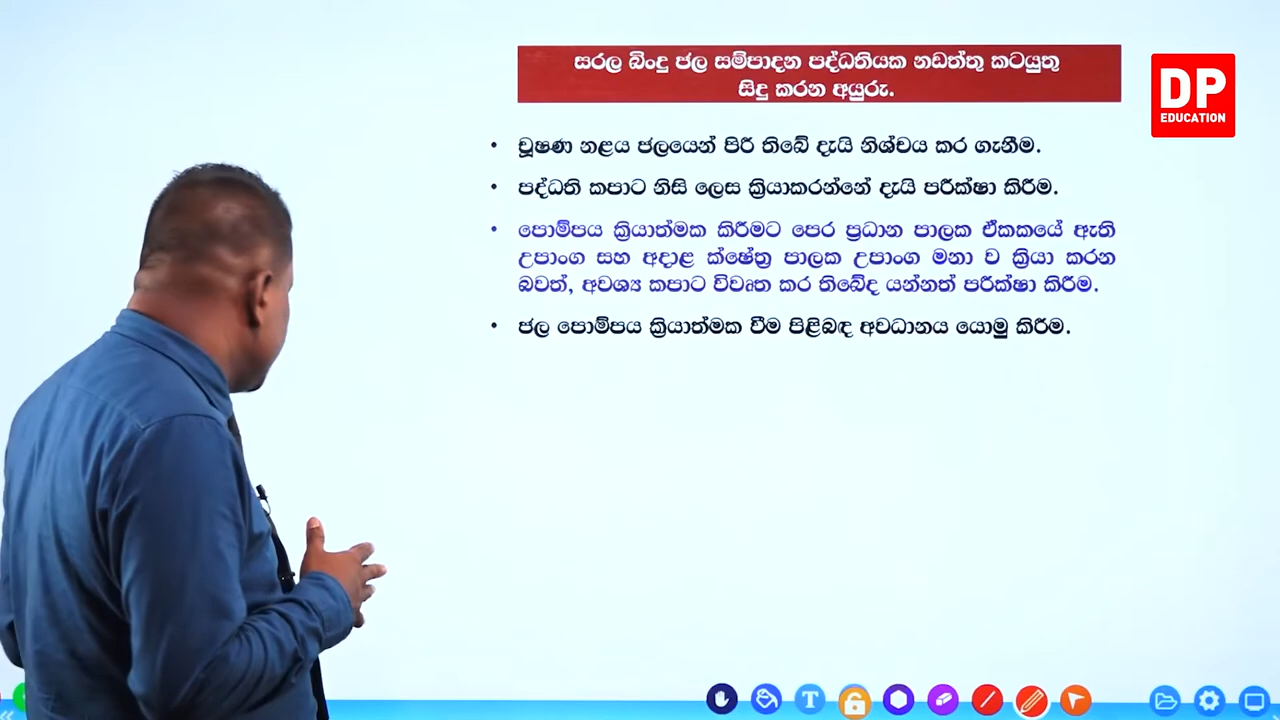 සරල බිංදු ජල සම්පාදන පද්ධතියක නඩත්තු කටයුතු
සිදු කරන අයුරු.
DP
EDUCATION
• චූෂණ නළය ජලයෙන් පිරී තිබේ දැයි නිශ්චය කර ගැනීම.
• පද්ධති කපාට නිසි ලෙස ක්‍රියාකරන්නේ දැයි පරීක්ෂා කිරීම.
• පොම්පය ක්‍රියාත්මක කිරීමට පෙර ප්‍රධාන පාලක ඒකකයේ ඇති
උපාංග සහ අදාළ ක්ෂේත්‍ර පාලක උපාංග මනා ව ක්‍රියා කරන
බවත්, අවශ්‍ය කපාට විවෘත කර තිබේද යන්නත් පරීක්ෂා කිරීම.
• ජල පොම්පය ක්‍රියාත්මක වීම පිළිබඳ අවධානය යොමු කිරීම.
T